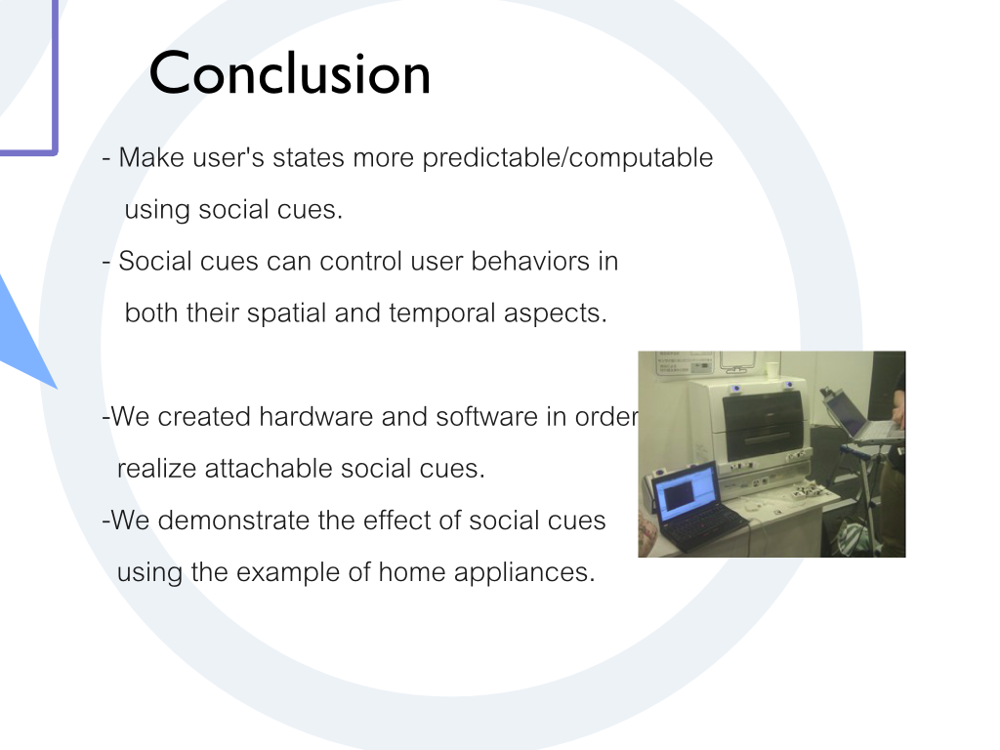 Conclusion
- Make user's states more predictable/computable
using social cues.
- Social cues can control user behaviors in
both their spatial and temporal aspects.
-We created hardware and software in order
realize attachable social cues.
-We demonstrate the effect of social cues
using the example of home appliances.